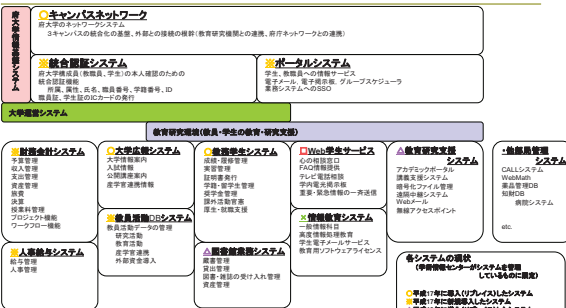 ○キャンパスネットワーク
府大学のネットワークシステム
3キャンパスの統合化の基盤、外部との接続の根幹(教育研究機関との連携、府庁ネットワークとの連携)
※統合認証システム
府大学構成員(教職員、学生)の本人確認のための
統合認証機能
所属、属性、氏名、職員番号、学籍番号、ID
職員証、学生証のICカードの発行
※ポータルシステム
学生、教職員への情報サービス
電子メール、電子掲示板、グループスケジューラ
業務システムへのSSO
大学運営システム
教育研究環境(教員・学生の教育・研究支援)
※財務会計システム
予算管理
収入管理
支出管理
資産管理
旅費
決算
授業料管理
プロジェクト機能
ワークフロー機能
※人事給与システム
給与管理
人事管理
○大学広報システム
大学情報案内
入試情報
公開講座案内
産学官連携情報
※教員活動DBシステム
教員活動データの管理
研究活動
教育活動
産学官連携
外部資金導入
○教務学生システム
成績・履修管理
実習管理
証明書発行
学籍・留学生管理
奨学金管理
課外活動管理
厚生・就職支援
△図書館業務システム
蔵書管理
貸出管理
図書・雑誌の受け入れ管理
資産管理
□Web学生サービス
心の相談窓口
FAQ情報提供
テレビ電話相談
学内電光掲示板
重要・緊急情報の一斉送信
×情報教育システム
一般情報科目
高度情報処理教育
学生電子メールサービス
教育用ソフトウェアライセンス
△教育研究支援
システム
アカデミックポータル
講義支援システム
暗号化ファイル管理
遠隔中継システム
Webメール
無線アクセスポイント
・他部局管理
システム
CALLシステム
WebMath
薬品管理DB
知財DB
病院システム
etc.
各システムの現状
(学術情報センターがシステムを管理
しているものに限定)
○平成17年に導入(リプレイス)したシステム
※平成17年に新規導入したシステム